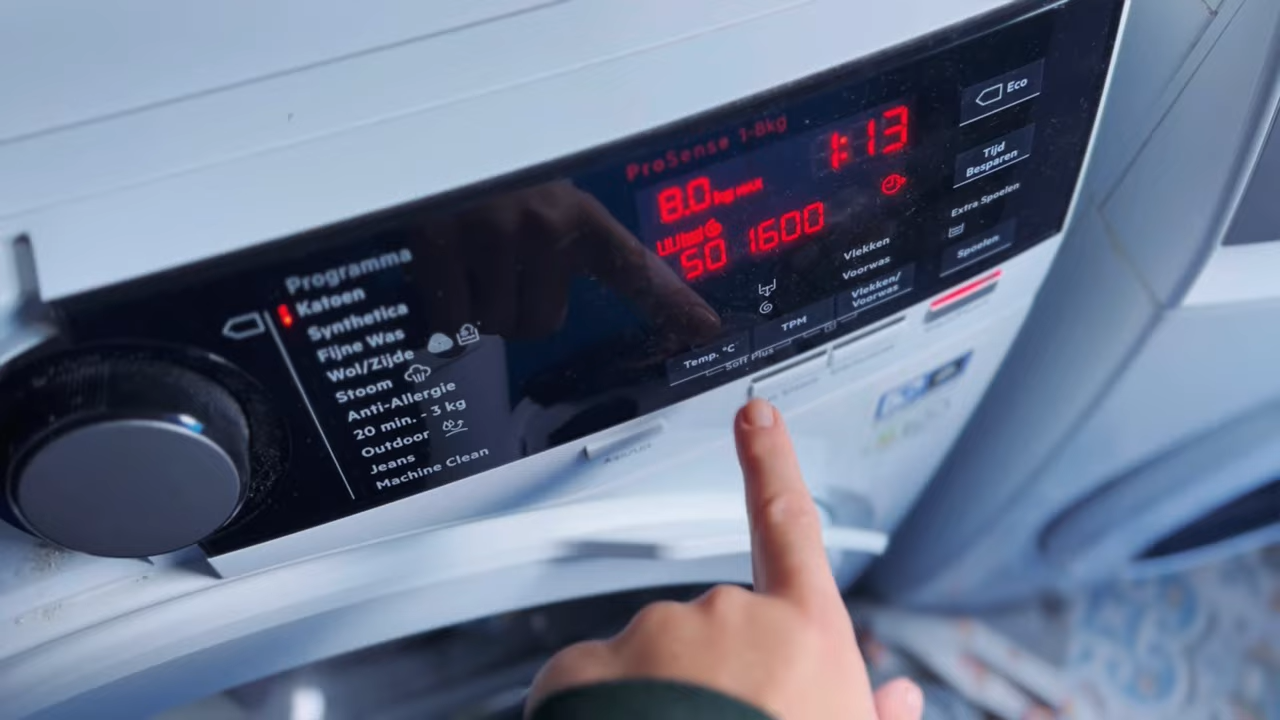 ProSense 1-8kg
1:13
8.0 kg MAX
50 1600
Eco
Tijd
Besparen
Extra Spoelen
Spoelen
Vlekken
Voorwas
Vlekken/
Voorwas
TPM
Temp. °C
Soft Plus
Programma
Katoen
Synthetica
Fijne Was
Wol/Zijde
Stoom
Anti-Allergie
20 min. - 3 kg
Outdoor
Jeans
Machine Clean